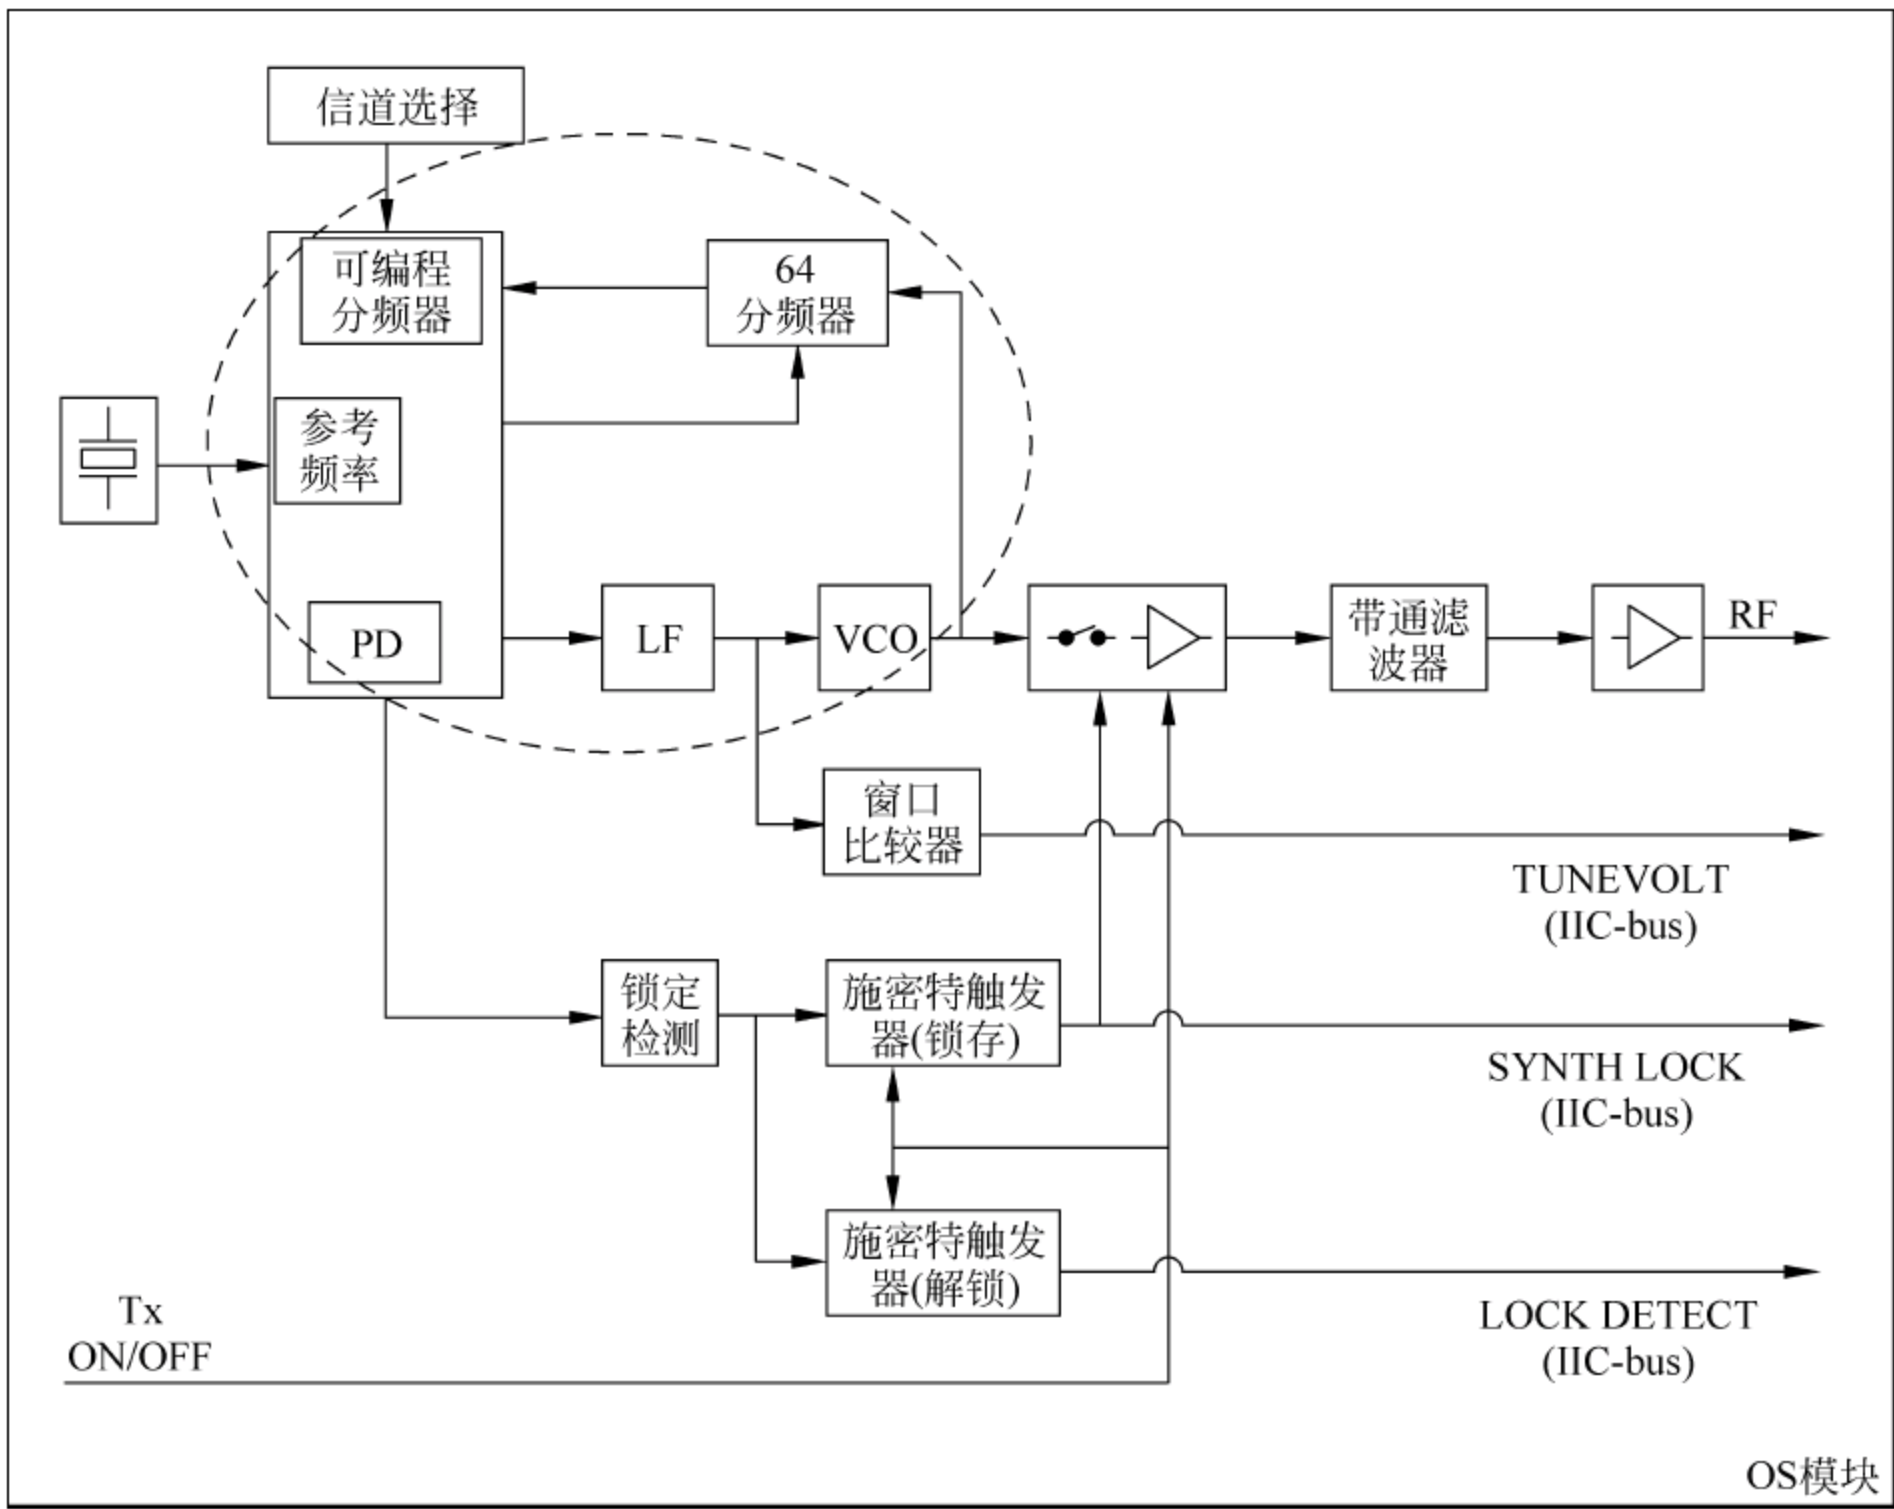 信道选择
可编程
分频器
64
分频器
参考
频率
PD
LF
VCO
带通滤
波器
RF
窗口
比较器
TUNEVOLT
(IIC-bus)
锁定
检测
施密特触发
器(锁存)
SYNTH LOCK
(IIC-bus)
施密特触发
器(解锁)
LOCK DETECT
(IIC-bus)
Tx
ON/OFF
OS模块